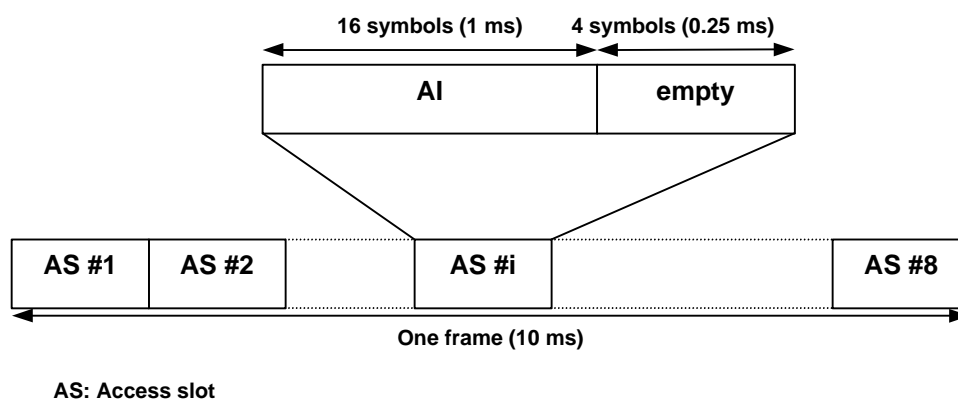 16 symbols (1 ms) 4 symbols (0.25 ms)
AI empty
AS #1 AS #2 AS #i AS #8
One frame (10 ms)
AS: Access slot